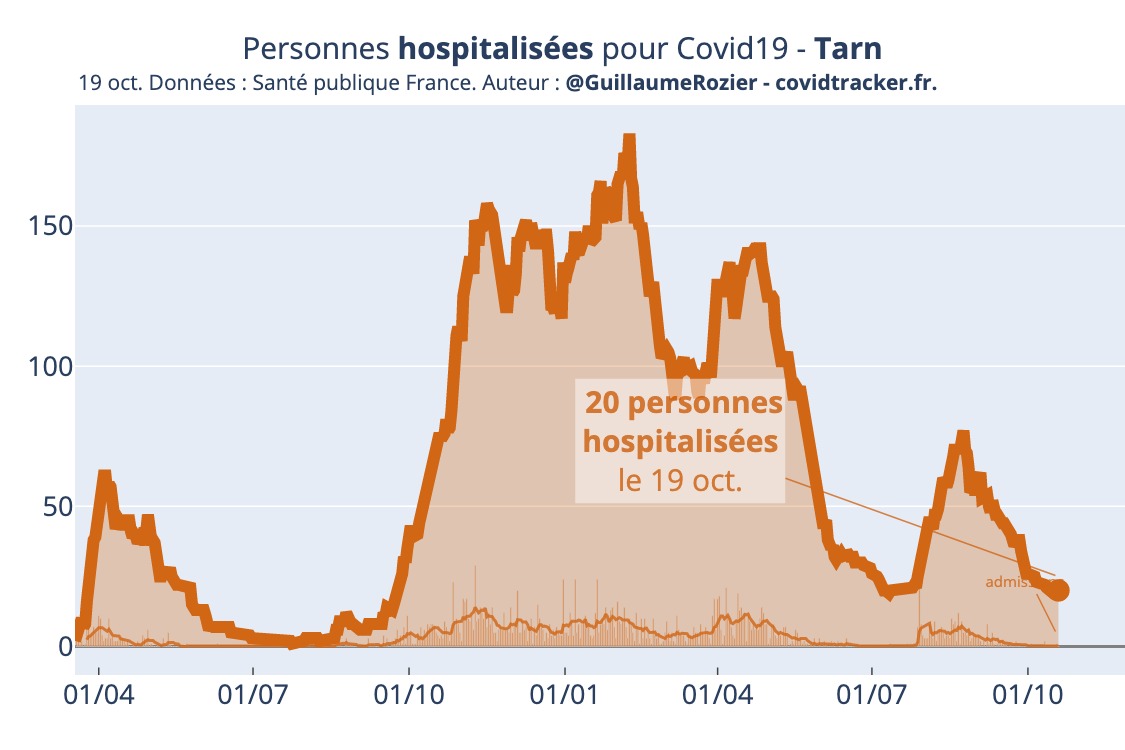 Personnes hospitalisées pour Covid19 - Tarn
19 oct. Données : Santé publique France. Auteur : @GuillaumeRozier - covidtracker.fr.
150
100
50
0
20 personnes
hospitalisées
le 19 oct.
01/04
01/07
01/10
01/01
01/04
01/07
01/10